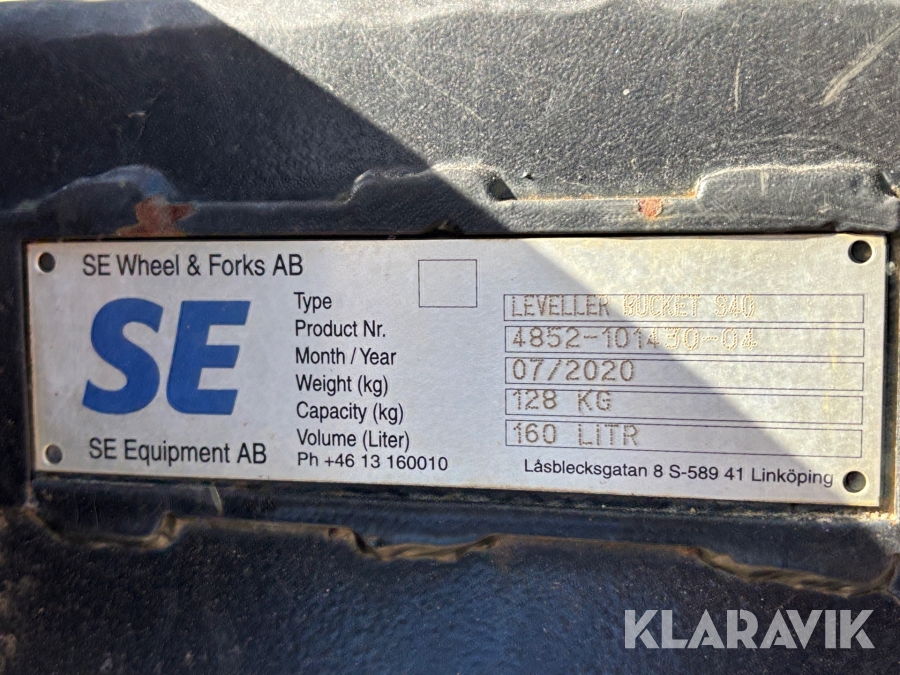 SE Wheel & Forks AB
SE
SE Equipment AB
Type LEVELLER BUCKET S40
Product Nr. 4852-101430-04
Month / Year 07/2020
Weight (kg) 128 KG
Capacity (kg) 160 LITR
Volume (Liter)
Ph +46 13 160010
Låsblecksgatan 8 S-589 41 Linköping
KLARAVIK